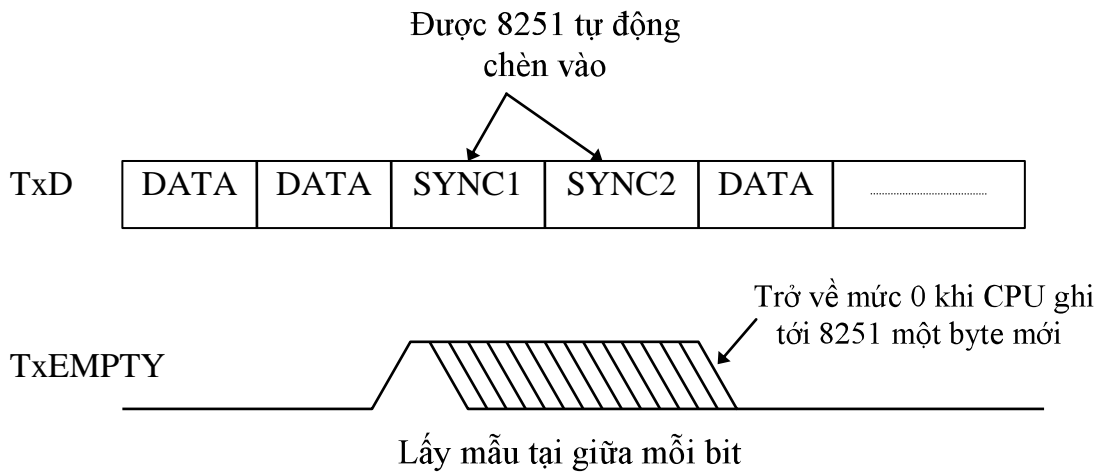 Được 8251 tự động
chèn vào
TxD DATA DATA SYNC1 SYNC2 DATA ................................
Trở về mức 0 khi CPU ghi
tới 8251 một byte mới
TxEMPTY
Lấy mẫu tại giữa mỗi bit